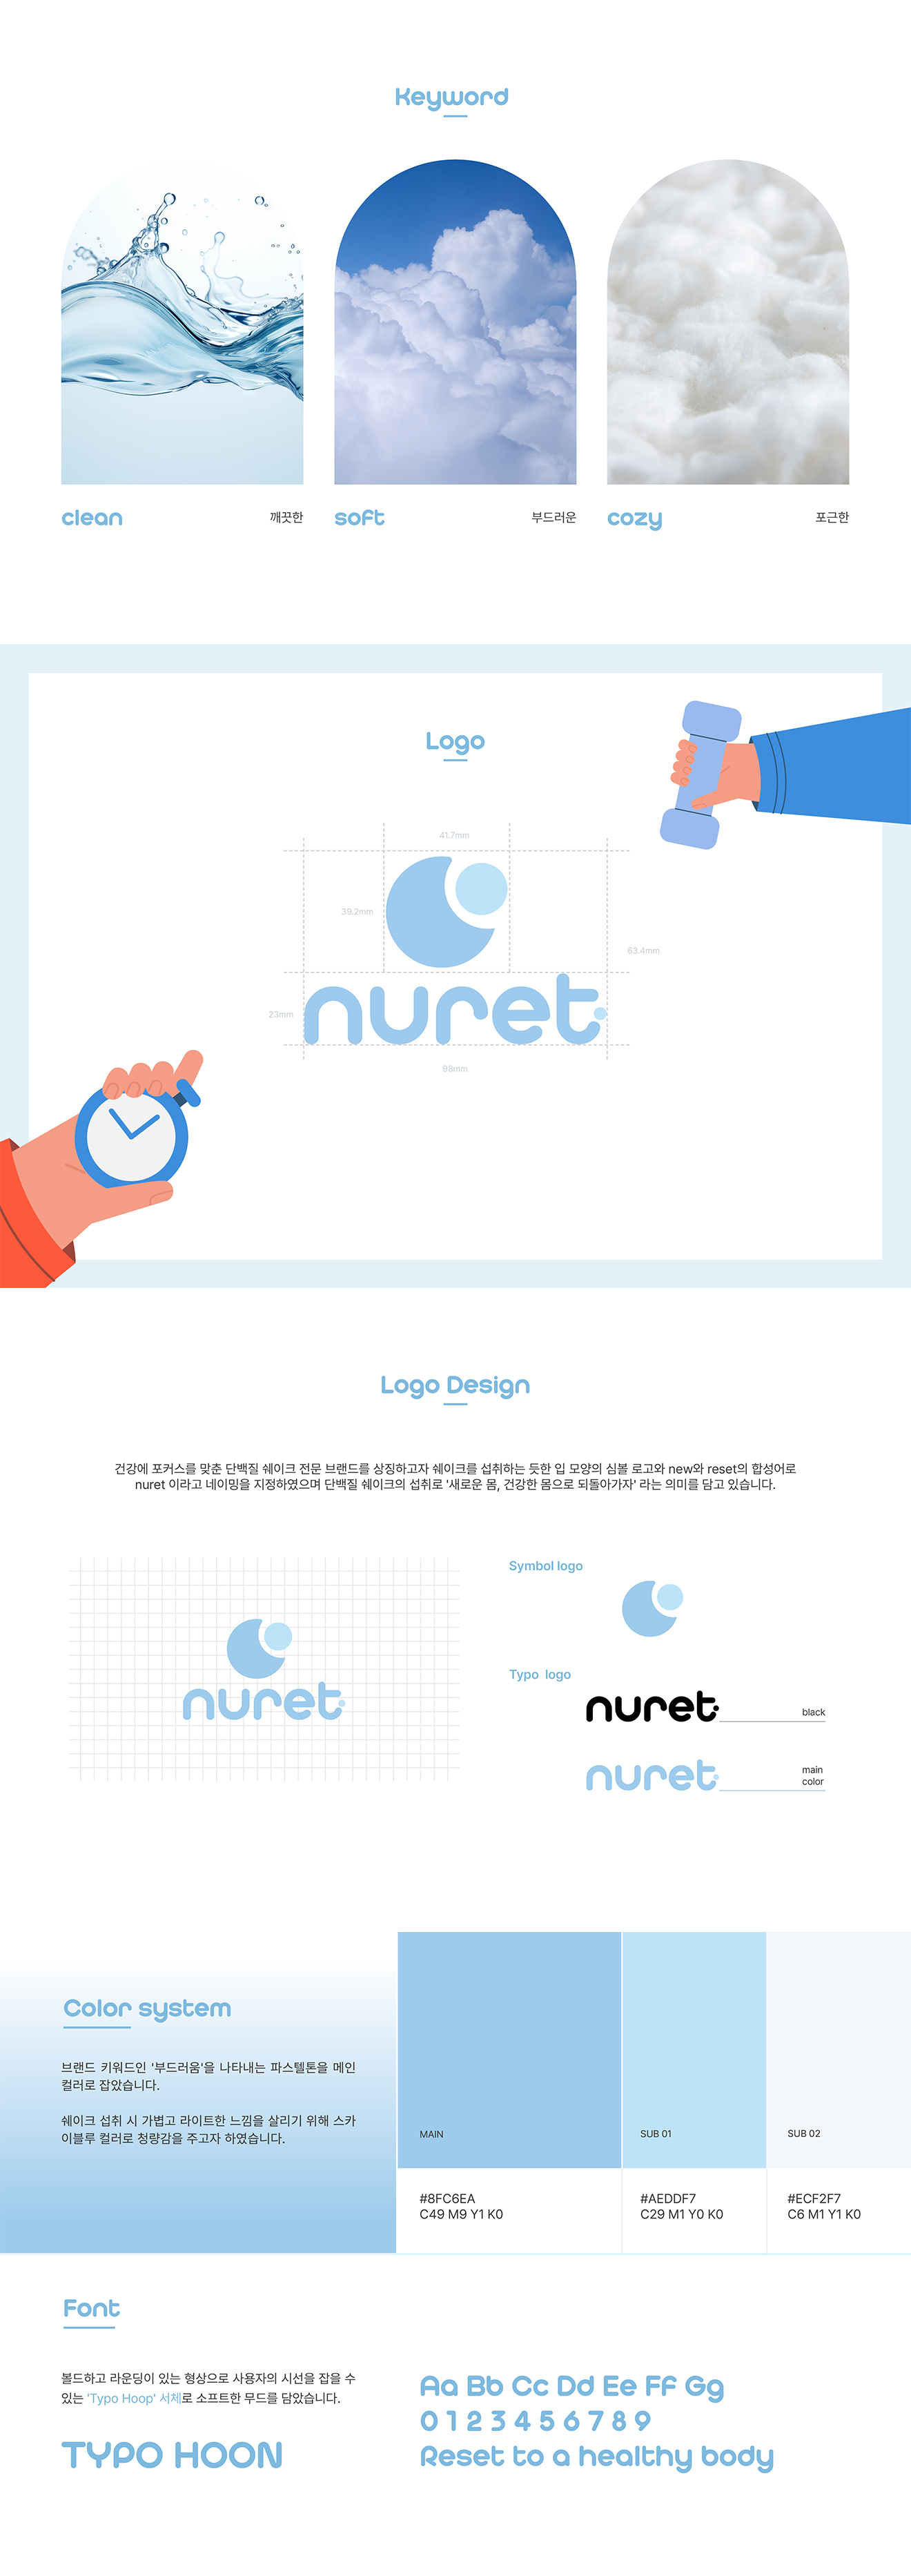 Keyword
clean
깨끗한
soft
부드러운
cozy
포근한
Logo
41.7mm
39.2mm
63.4mm
nuret
23mm
98mm
Logo Design
건강에 포커스를 맞춘 단백질 쉐이크 전문 브랜드를 상징하고자 쉐이크를 섭취하는 듯한 입 모양의 심볼 로고와 new와 reset의 합성어로
nuret 이라고 네이밍을 지정하였으며 단백질 쉐이크의 섭취로 '새로운 몸, 건강한 몸으로 되돌아가자' 라는 의미를 담고 있습니다.
nuret
Symbol logo
Typo logo
nuret
black
nuret
main
color
Color system
브랜드 키워드인 '부드러움'을 나타내는 파스텔톤을 메인
컬러로 잡았습니다.
쉐이크 섭취 시 가볍고 라이트한 느낌을 살리기 위해 스카
이블루 컬러로 청량감을 주고자 하였습니다.
MAIN
#8FC6EA
C49 M9 Y1 K0
SUB 01
#AEDDF7
C29 M1 Y0 K0
SUB 02
#ECF2F7
C6 M1 Y1 K0
Font
볼드하고 라운딩이 있는 형상으로 사용자의 시선을 잡을 수
있는 'Typo Hoop' 서체로 소프트한 무드를 담았습니다.
TYPO HOON
Aa Bb Cc Dd Ee Ff Gg
0 1 2 3 4 5 6 7 8 9
Reset to a healthy body